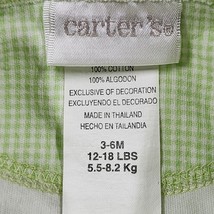 carter's®
100% COTTON
100% ALGODON
EXCLUSIVE OF DECORATION
EXCLUYENDO EL DECORADO
MADE IN THAILAND
HECHO EN TAILANDIA
3-6M
12-18 LBS
5.5-8.2 Kg